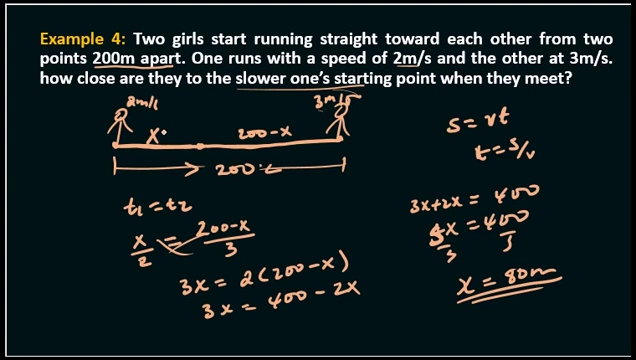 Example 4: Two girls start running straight toward each other from two
points 200m apart. One runs with a speed of 2m/s and the other at 3m/s.
how close are they to the slower one's starting point when they meet?
2m/s
3m/s
X
200-X
200
t1 = t2
x/2 = 200-x/3
3x = 2(200-x)
3x = 400 - 2x
s = vt
t = s/v
3x+2x = 400
5x/5 = 400/5
x = 80m